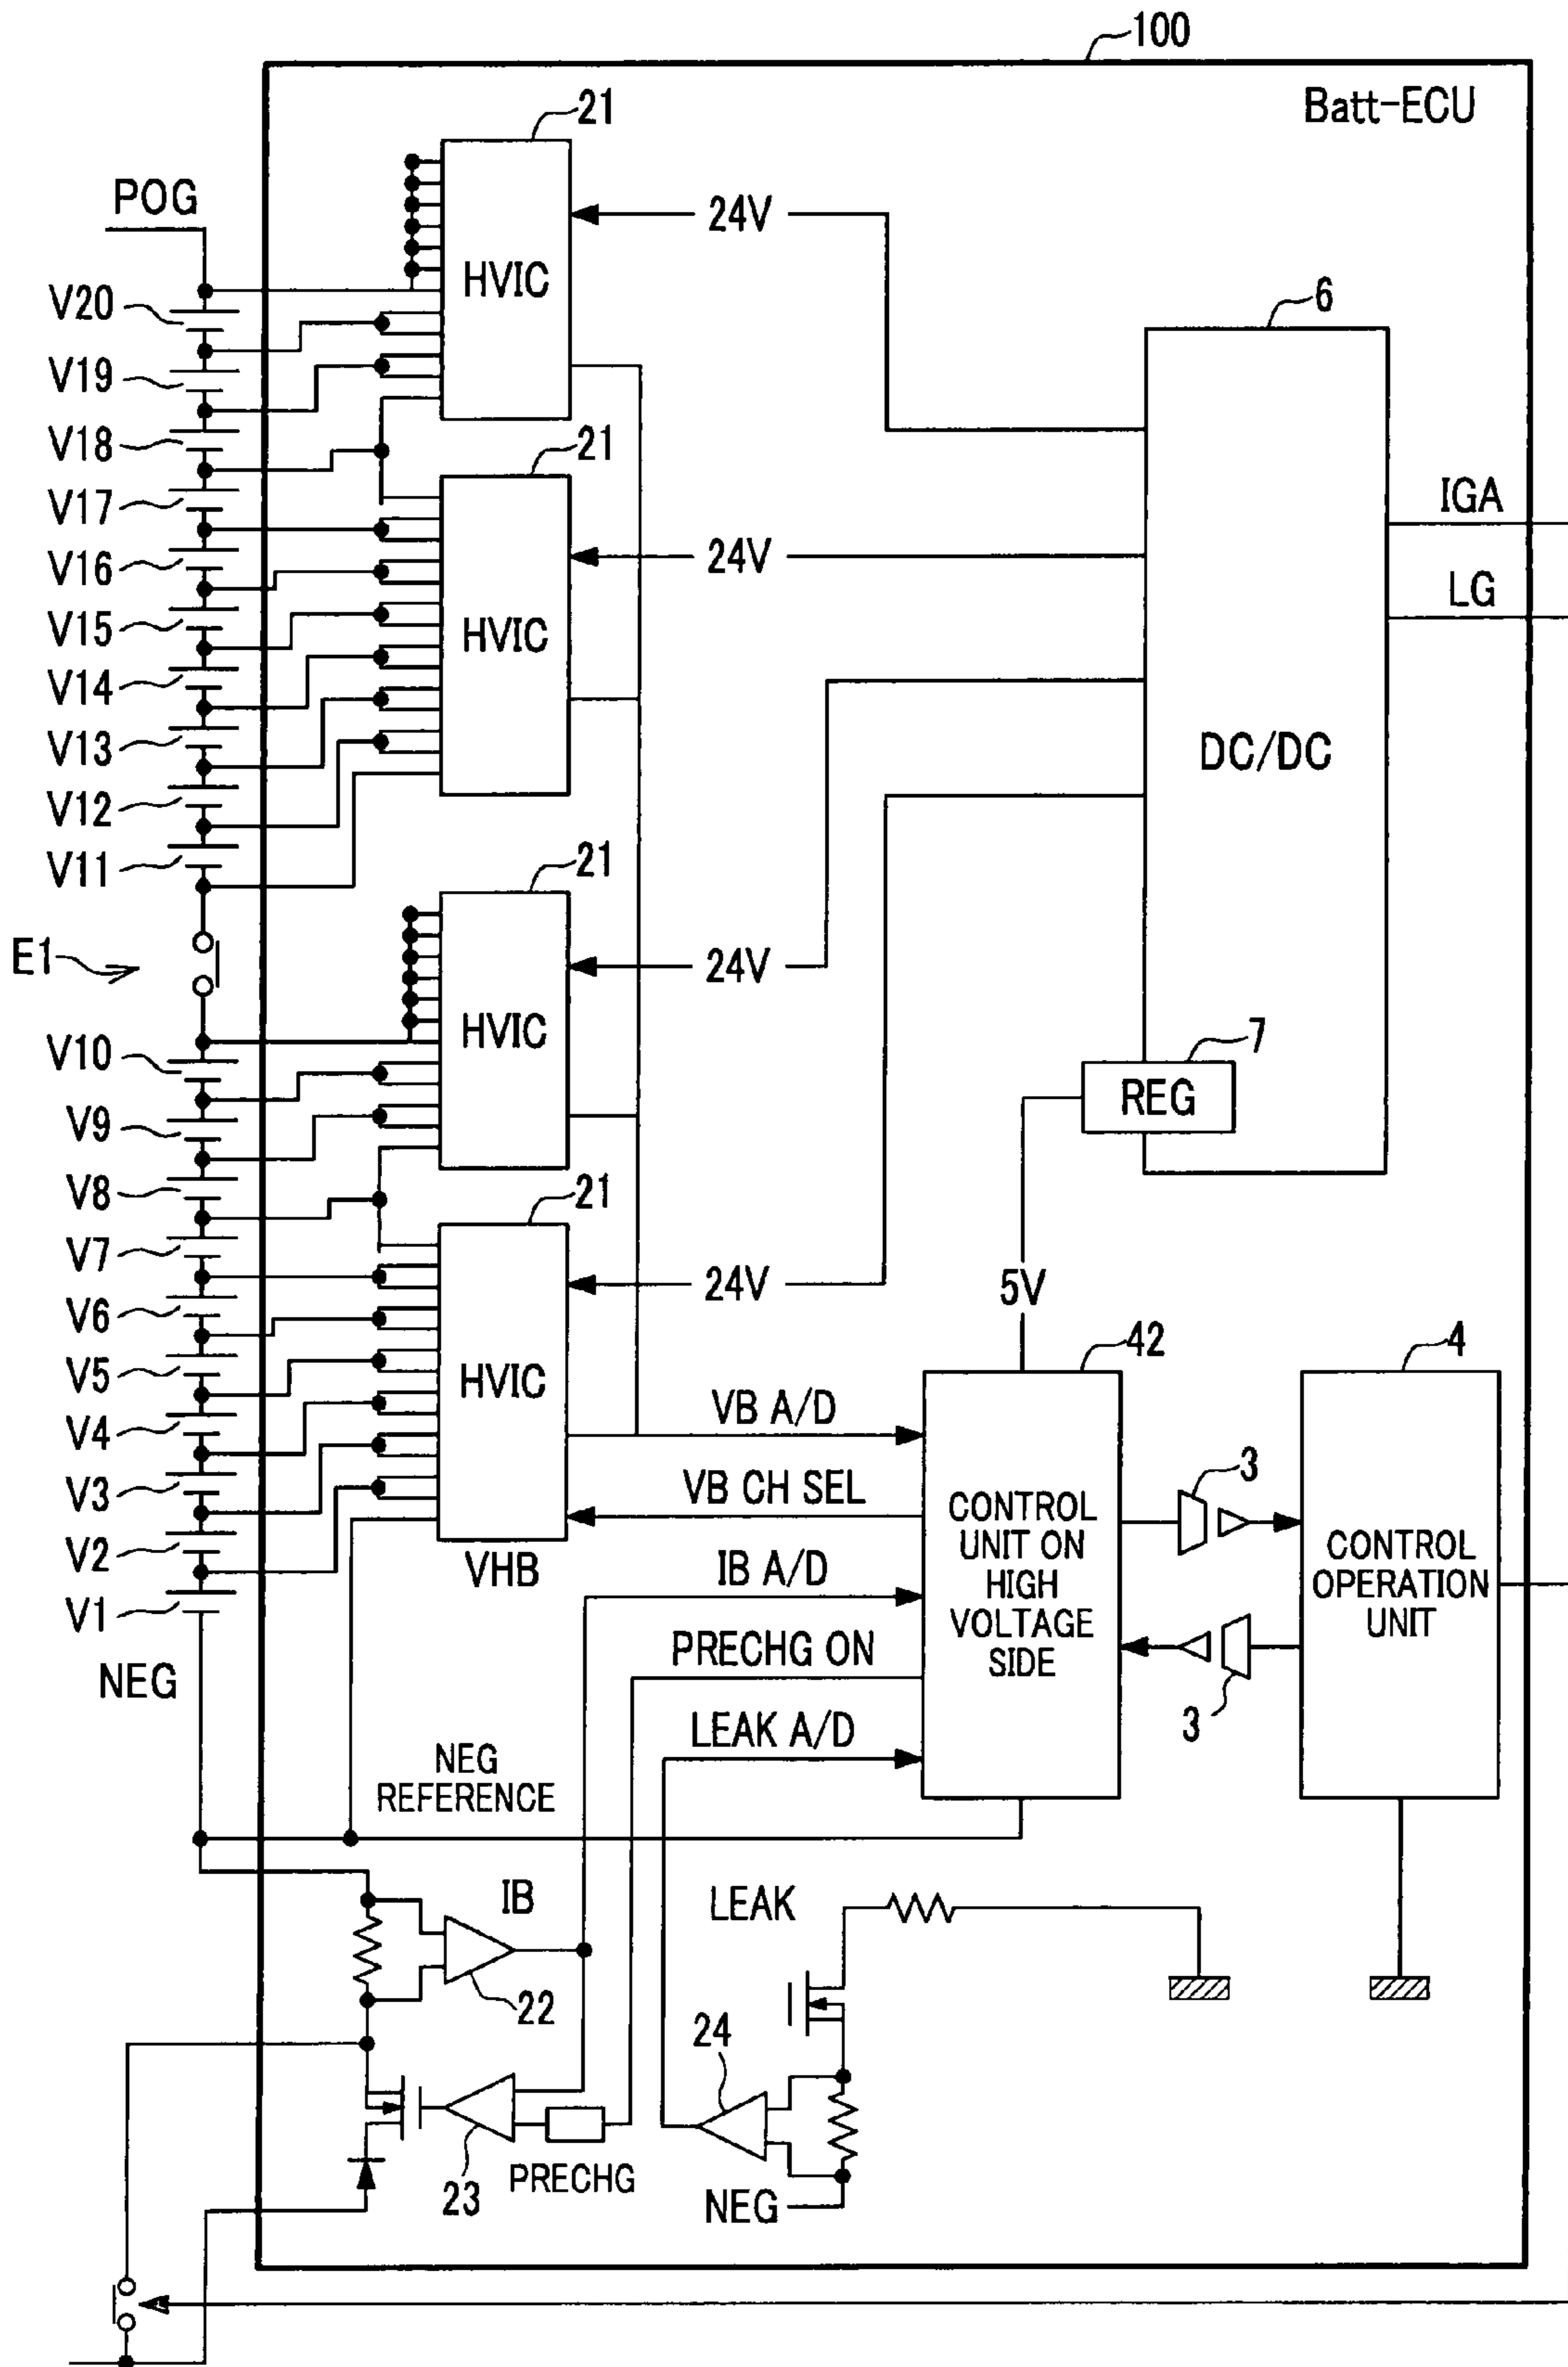 100
Batt-ECU
21
POG
24V
HVIC
6
V20
V19
V18
21
V17
IGA
V16
24V
LG
V15
HVIC
V14
V13
DC/DC
V12
V11
21
E1
24V
HVIC
V10
7
REG
V9
V8
21
V7
24V
5V
V6
42
4
V5
HVIC
VB A/D
V4
3
V3
VB CH SEL
CONTROL
UNIT ON
HIGH
VOLTAGE
SIDE
CONTROL
OPERATION
UNIT
V2
VHB
IB A/D
V1
PRECHG ON
NEG
3
LEAK A/D
NEG
REFERENCE
IB
LEAK
22
24
23
PRECHG
NEG